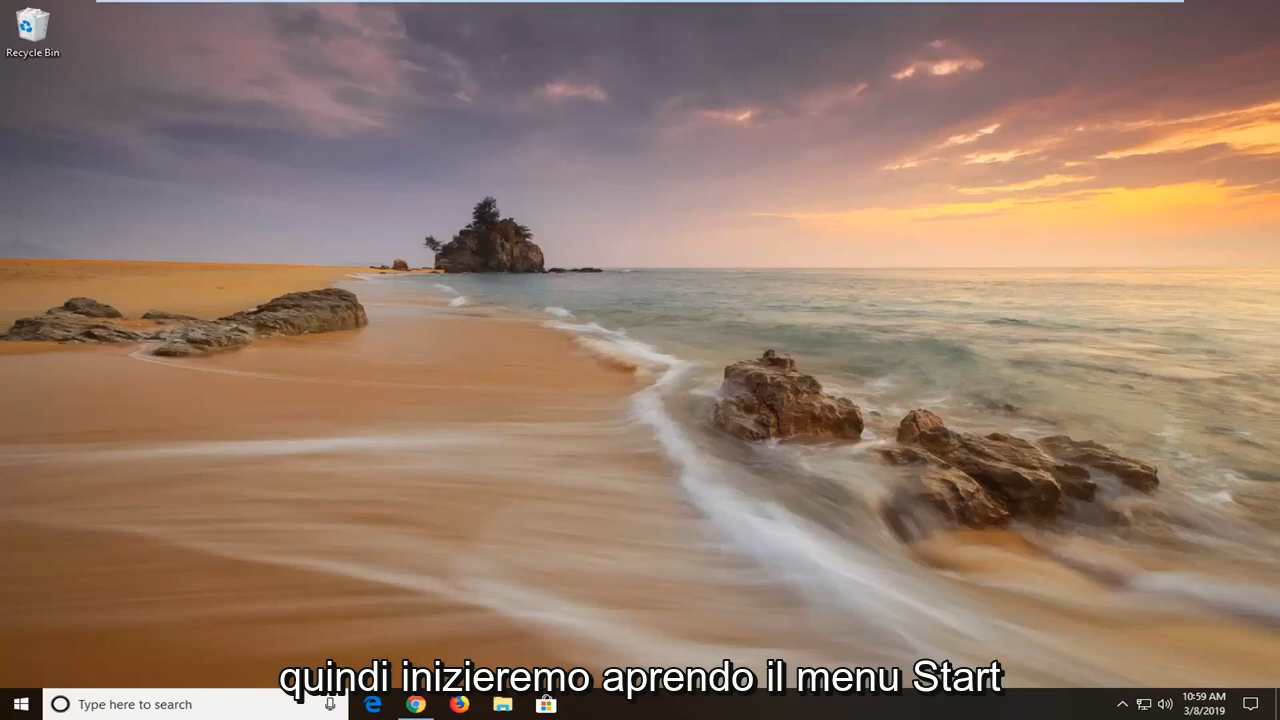 Recycle Bin
quindi inizieremo aprendo il menu Start
Type here to search
10:59 AM
3/8/2019